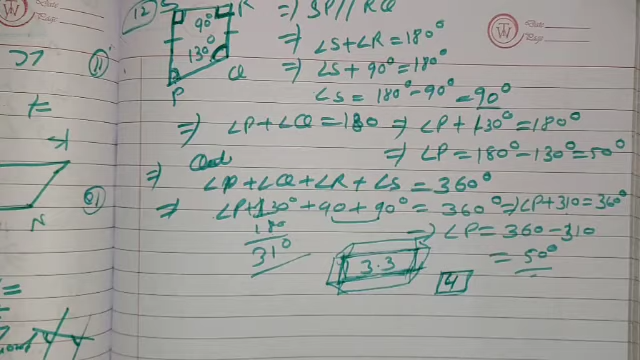 12 S R ⇒ SP // RQ
90°
130°
Q
P
⇒ ∠S+∠R = 180°
⇒ ∠S + 90° = 180°
∠S = 180° - 90° = 90°
⇒ ∠P + ∠Q = 180 ⇒ ∠P + 130° = 180°
⇒ ∠P = 180° - 130° = 50°
⇒ ∠P + ∠Q + ∠R + ∠S = 360°
⇒ ∠P + 130° + 90 + 90° = 360° ⇒ ∠P + 310 = 360°
180
310
⇒ ∠P = 360 - 310
= 50°
3.3
4
11
N